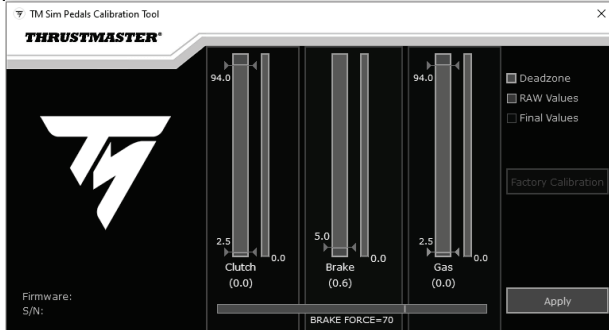 TM Sim Pedals Calibration Tool
THRUSTMASTER®
94.0
94.0
Deadzone
RAW Values
Final Values
Factory Calibration
2.5
0.0
5.0
0.0
2.5
0.0
Clutch
Brake
Gas
(0.0)
(0.6)
(0.0)
Firmware:
S/N:
BRAKE FORCE=70
Apply